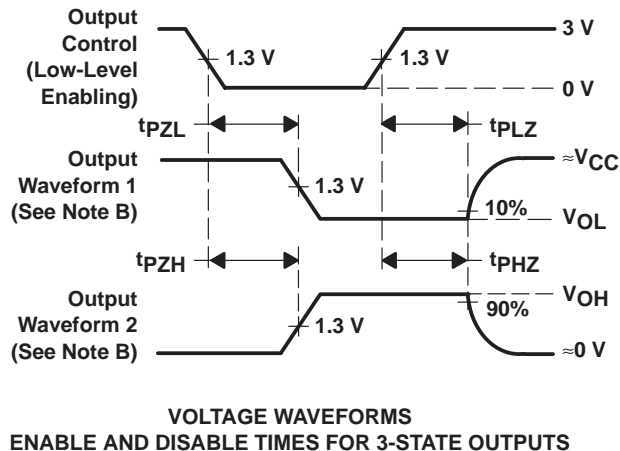 Output
Control
(Low-Level
Enabling)
1.3 V
1.3 V
3 V
0 V
tPZL
tPLZ
Output
Waveform 1
(See Note B)
1.3 V
≈VCC
10%
VOL
tPZH
tPHZ
Output
Waveform 2
(See Note B)
1.3 V
VOH
90%
≈0 V
VOLTAGE WAVEFORMS
ENABLE AND DISABLE TIMES FOR 3-STATE OUTPUTS